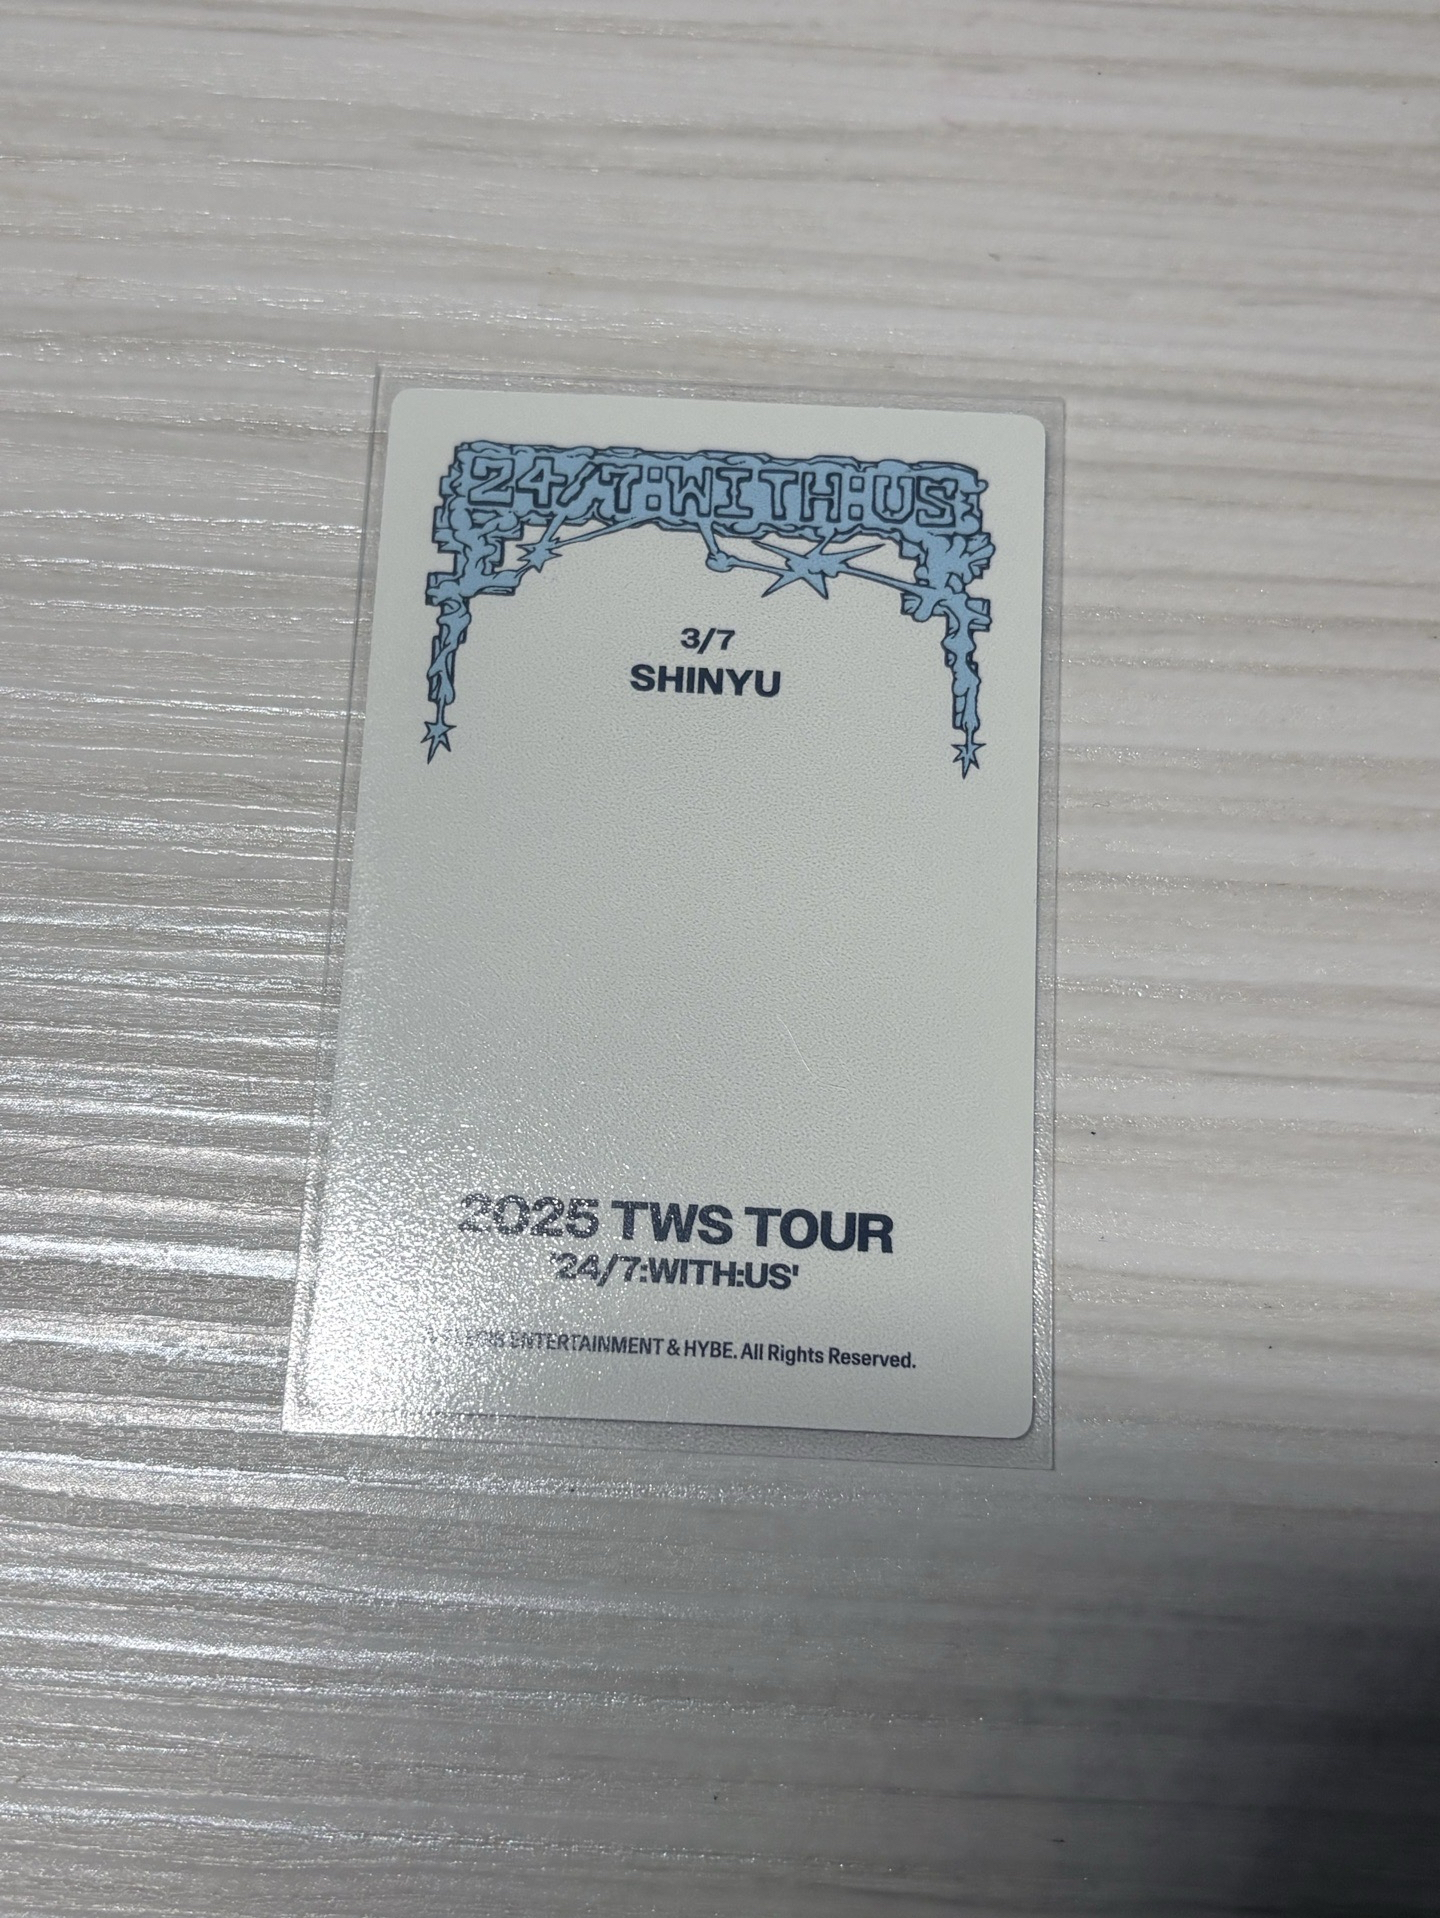 24/7:WITH:US
3/7
SHINYU
2025 TWS TOUR
'24/7:WITH:US'
ENTERTAINMENT & HYBE. All Rights Reserved.